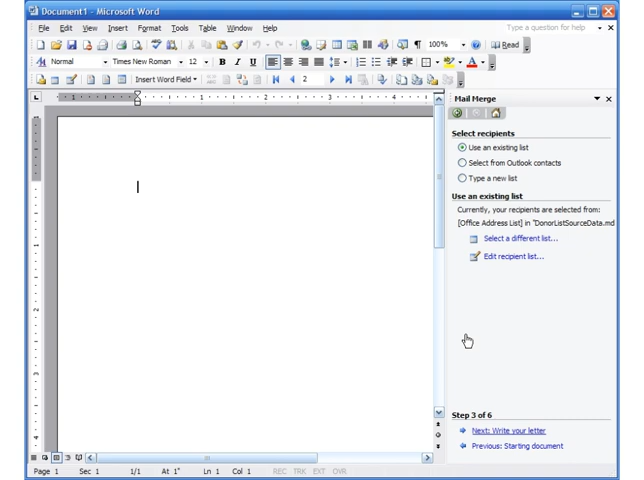 Document1 - Microsoft Word
File Edit View Insert Format Tools Table Window Help
Type a question for help
100% Read
Normal Times New Roman 12 B I U
Insert Word Field 2
Mail Merge
Select recipients
Use an existing list
Select from Outlook contacts
Type a new list
Use an existing list
Currently, your recipients are selected from:
[Office Address List] in "DonorListSourceData.md
Select a different list...
Edit recipient list...
Step 3 of 6
Next: Write your letter
Previous: Starting document
Page 1 Sec 1 1/1 At 1" Ln 1 Col 1 REC TRK EXT OVR